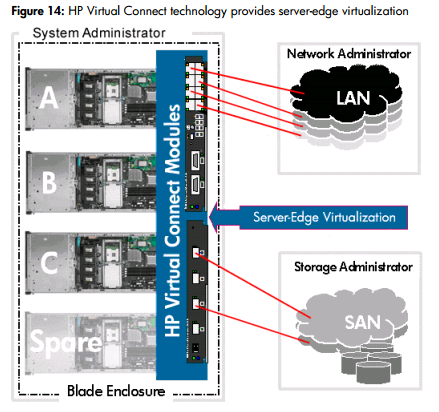 Figure 14: HP Virtual Connect technology provides server-edge virtualization
System Administrator
A
B
C
Spare
HP Virtual Connect Modules
Blade Enclosure
Network Administrator
LAN
Server-Edge Virtualization
Storage Administrator
SAN